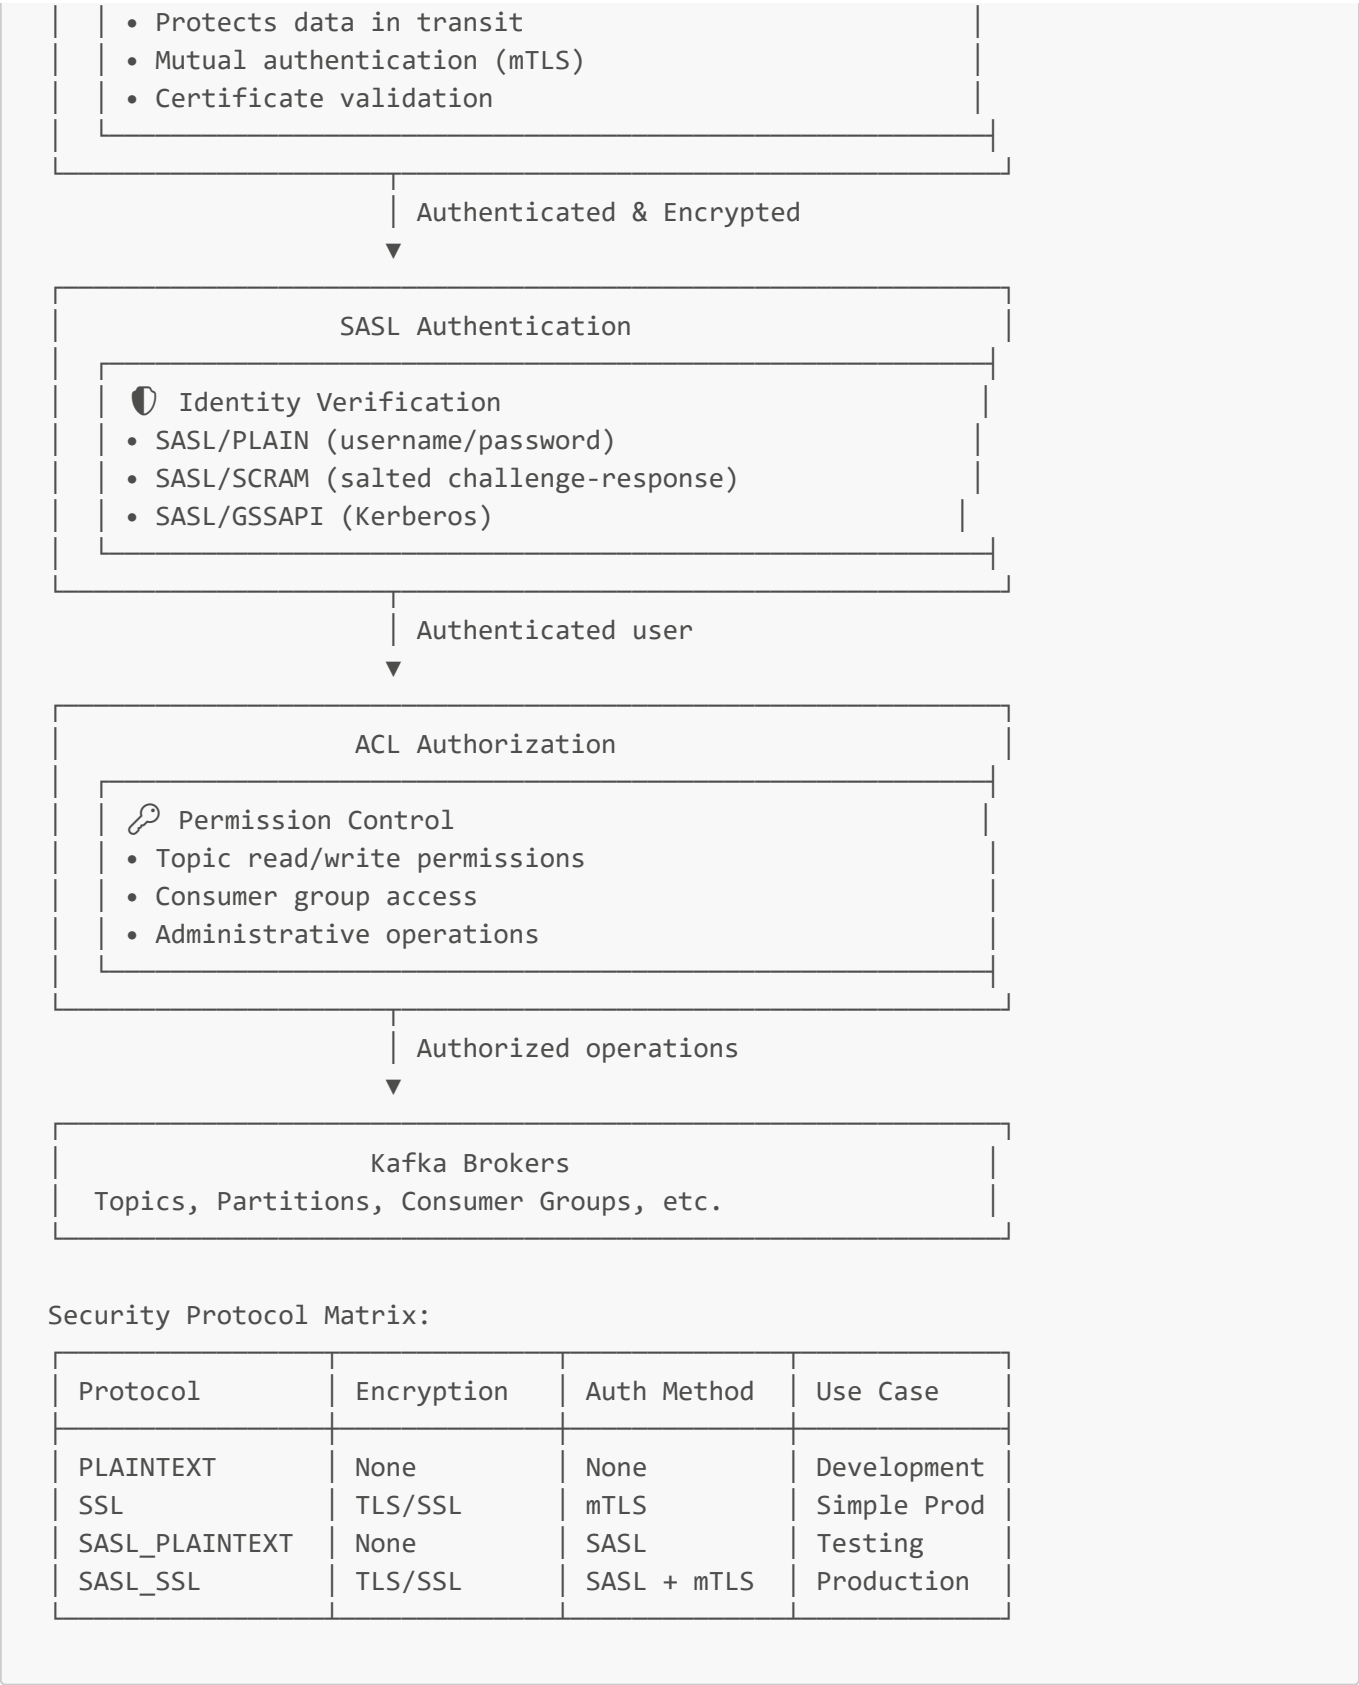 • Protects data in transit
• Mutual authentication (mTLS)
• Certificate validation
Authenticated & Encrypted
SASL Authentication
Identity Verification
• SASL/PLAIN (username/password)
• SASL/SCRAM (salted challenge-response)
• SASL/GSSAPI (Kerberos)
Authenticated user
ACL Authorization
Permission Control
• Topic read/write permissions
• Consumer group access
• Administrative operations
Authorized operations
Kafka Brokers
Topics, Partitions, Consumer Groups, etc.
Security Protocol Matrix:
Protocol Encryption Auth Method Use Case
PLAINTEXT None None Development
SSL TLS/SSL mTLS Simple Prod
SASL_PLAINTEXT None SASL Testing
SASL_SSL TLS/SSL SASL + mTLS Production